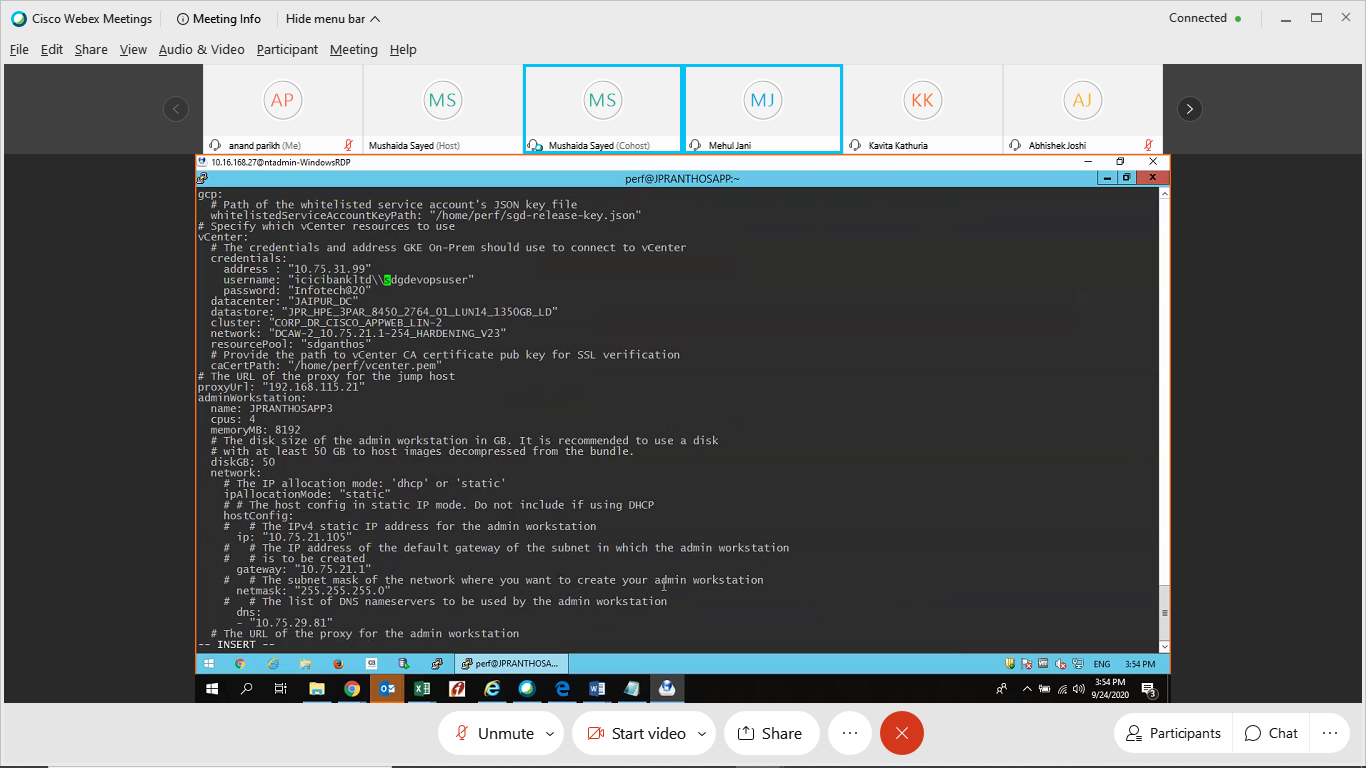 Cisco Webex Meetings
Meeting Info
Hide menu bar
Connected
File Edit Share View Audio & Video Participant Meeting Help
AP MS MS MJ KK AJ
anand parikh (Me) Mushaida Sayed (Host) Mushaida Sayed (Cohost) Mehul Jani Kavita Kathuria Abhishek Joshi
10.16.168.27@ntadmin-WindowsRDP
perf@JPRANTHOSAPP:~
gcp:
# Path of the whitelisted service account's JSON key file
whitelistedServiceAccountKeyPath: "/home/perf/sgd-release-key.json"
# Specify which vCenter resources to use
vCenter:
# The credentials and address GKE On-Prem should use to connect to vCenter
credentials:
address : "10.75.31.99"
username: "icicibankltd\\sdgdevopsuser"
password: "Infotech@20"
datacenter: "JAIPUR_DC"
datastore: "JPR_HPE_3PAR_8450_2764_01_LUN14_1350GB_LD"
cluster: "CORP_DR_CISCO_APPWEB_LIN-2
network: "DCAW-2_10.75.21.1-254_HARDENING_V23"
resourcePool: "sdganthos"
# Provide the path to vCenter CA certificate pub key for SSL verification
caCertPath: "/home/perf/vcenter.pem"
# The URL of the proxy for the jump host
proxyUrl: "192.168.115.21"
adminWorkstation:
name: JPRANTHOSAPP3
cpus: 4
memoryMB: 8192
# The disk size of the admin workstation in GB. It is recommended to use a disk
# with at least 50 GB to host images decompressed from the bundle.
diskGB: 50
network:
# The IP allocation mode: 'dhcp' or 'static'
ipAllocationMode: "static"
# # The host config in static IP mode. Do not include if using DHCP
hostConfig:
# # The IPv4 static IP address for the admin workstation
ip: "10.75.21.105"
# # The IP address of the default gateway of the subnet in which the admin workstation
# # is to be created
gateway: "10.75.21.1"
# # The subnet mask of the network where you want to create your admin workstation
netmask: "255.255.255.0"
# # The list of DNS nameservers to be used by the admin workstation
dns:
- "10.75.29.81"
# The URL of the proxy for the admin workstation
-- INSERT --
perf@JPRANTHOSA...
ENG 3:54 PM
3:54 PM
9/24/2020
3
Unmute
Start video
Share
Participants
Chat